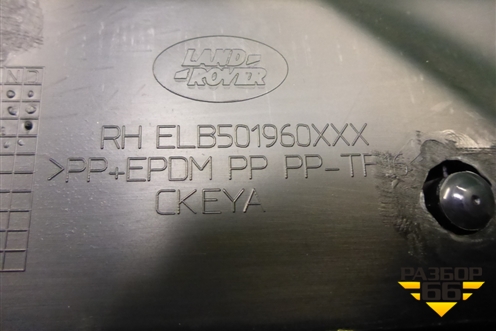 LAND
ROVER
RH ELB501960XXX
>PP+EPDM PP PP-TF
CKEYA
РАЗБОР
66